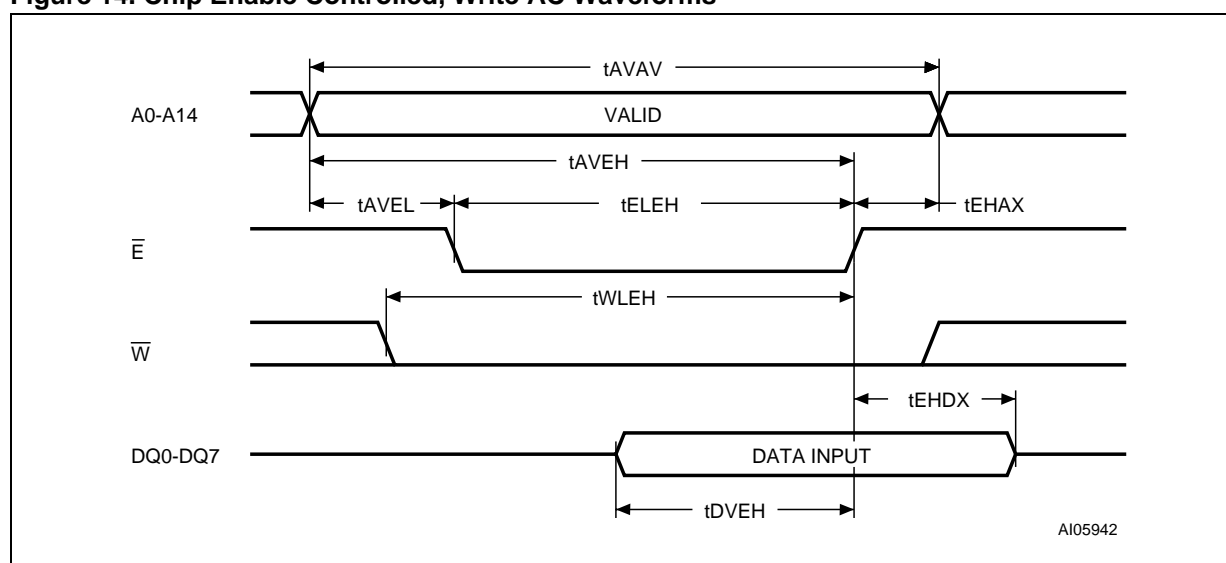 Figure 14. Chip Enable Controlled, Write AC Waveforms
tAVAV
A0-A14
VALID
tAVEH
tAVEL
tELEH
tEHAX
E
tWLEH
W
tEHDX
DQ0-DQ7
DATA INPUT
tDVEH
AI05942